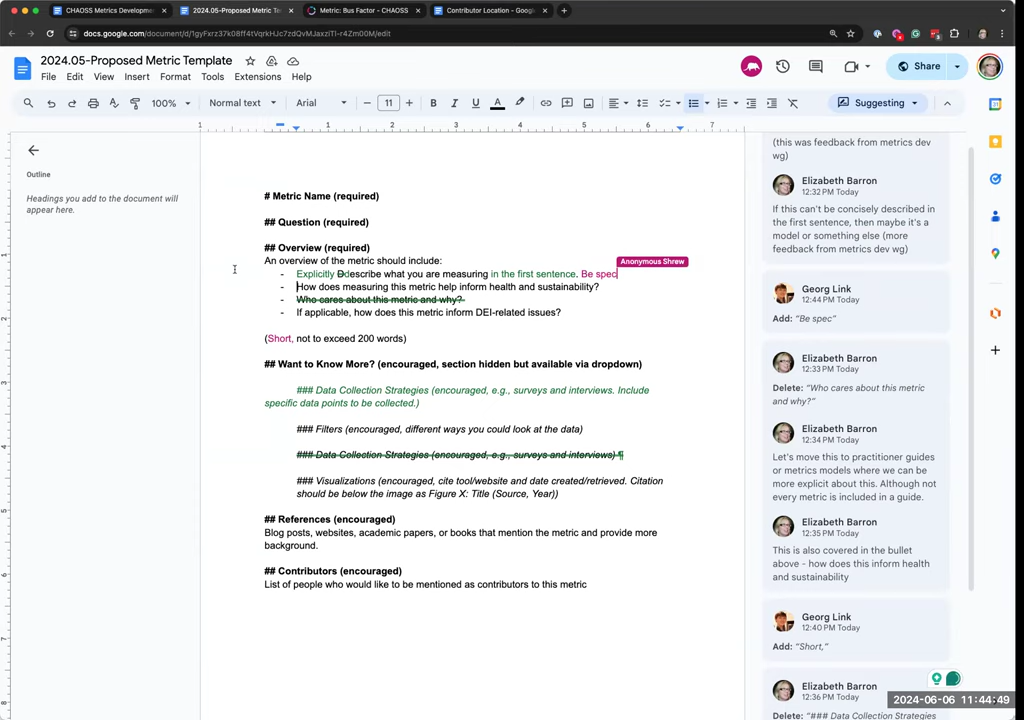 CHAOSS Metrics Developmen
2024.05-Proposed Metric Te
Metric: Bus Factor - CHAOSS
Contributor Location - Google
docs.google.com/document/d/1gyFxrz37k08ff4tVqrkHJc7zdQvMJaxziTl-r4Zm00M/edit
2024.05-Proposed Metric Template
File Edit View Insert Format Tools Extensions Help
Share
100% Normal text Arial 11 B I U A Suggesting
1 1 2 3 4 5 6 7
Outline
Headings you add to the document will
appear here.
# Metric Name (required)
## Question (required)
## Overview (required)
An overview of the metric should include:
Anonymous Shrew
- Explicitly Ddescribe what you are measuring in the first sentence. Be spec
- How does measuring this metric help inform health and sustainability?
- Who cares about this metric and why?
- If applicable, how does this metric inform DEI-related issues?
(Short, not to exceed 200 words)
## Want to Know More? (encouraged, section hidden but available via dropdown)
### Data Collection Strategies (encouraged, e.g., surveys and interviews. Include
specific data points to be collected.)
### Filters (encouraged, different ways you could look at the data)
### Data Collection Strategies (encouraged, e.g., surveys and interviews) ¶
### Visualizations (encouraged, cite tool/website and date created/retrieved. Citation
should be below the image as Figure X: Title (Source, Year))
## References (encouraged)
Blog posts, websites, academic papers, or books that mention the metric and provide more
background.
## Contributors (encouraged)
List of people who would like to be mentioned as contributors to this metric
(this was feedback from metrics dev
wg)
Elizabeth Barron
12:32 PM Today
If this can't be concisely described in
the first sentence, then maybe it's a
model or something else (more
feedback from metrics dev wg)
Georg Link
12:44 PM Today
Add: "Be spec"
Elizabeth Barron
12:33 PM Today
Delete: "Who cares about this metric
and why?"
Elizabeth Barron
12:34 PM Today
Let's move this to practitioner guides
or metrics models where we can be
more explicit about this. Although not
every metric is included in a guide.
Elizabeth Barron
12:35 PM Today
This is also covered in the bullet
above - how does this inform health
and sustainability
Georg Link
12:40 PM Today
Add: "Short,"
Elizabeth Barron
12:36 PM Today
Delete: "### Data Collection Strategies
2024-06-06 11:44:49